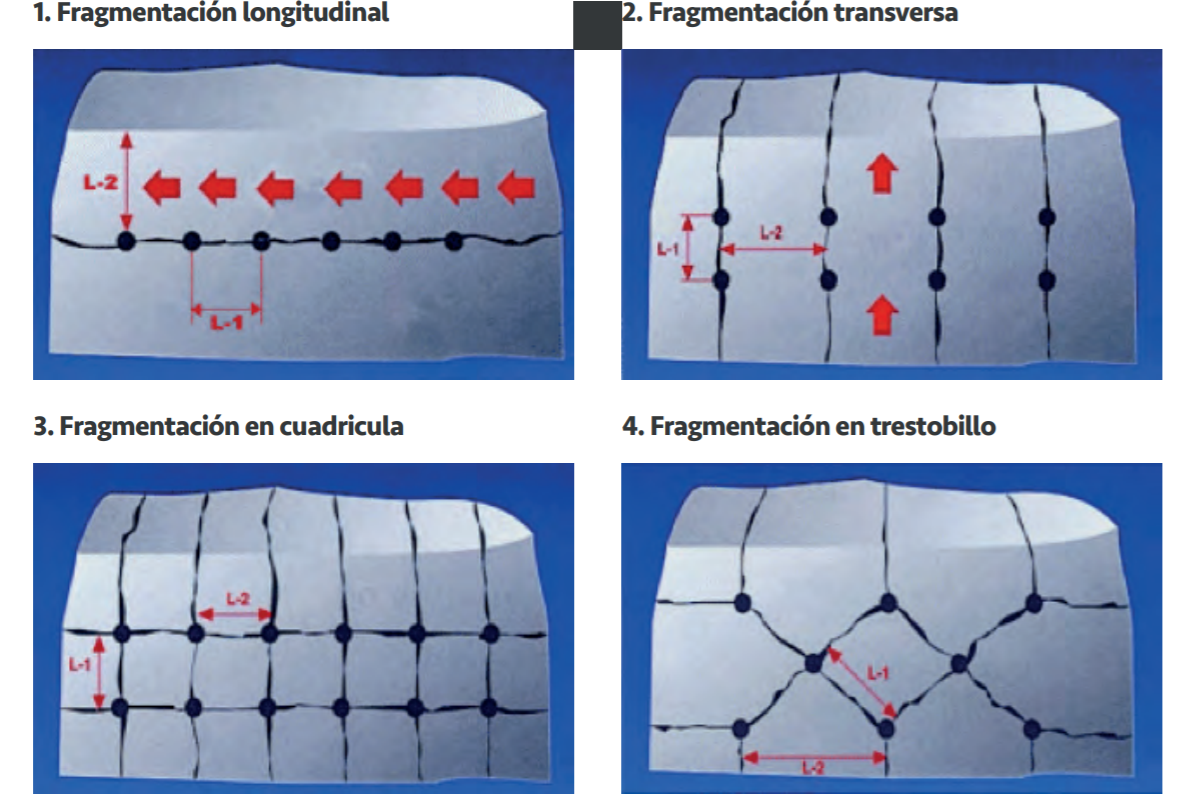 1. Fragmentación longitudinal
2. Fragmentación transversa
L-2
L-1
L-1
L-2
3. Fragmentación en cuadricula
4. Fragmentación en trestobillo
L-2
L-1
L-1
L-2